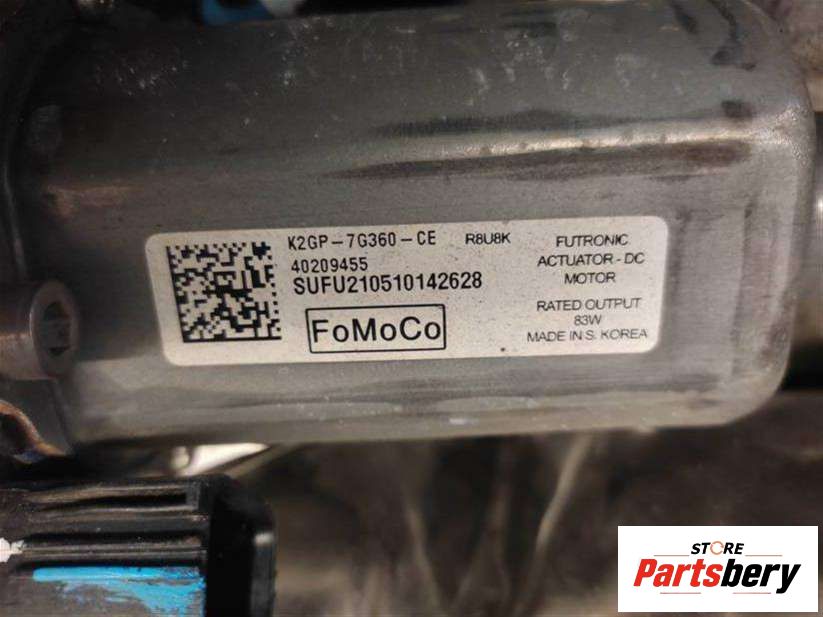 K2GP-7G360-CE R8U8K
40209455
SUFU210510142628
FoMoCo
FUTRONIC
ACTUATOR - DC
MOTOR
RATED OUTPUT
83W
MADE IN S. KOREA
STORE
Partsbery